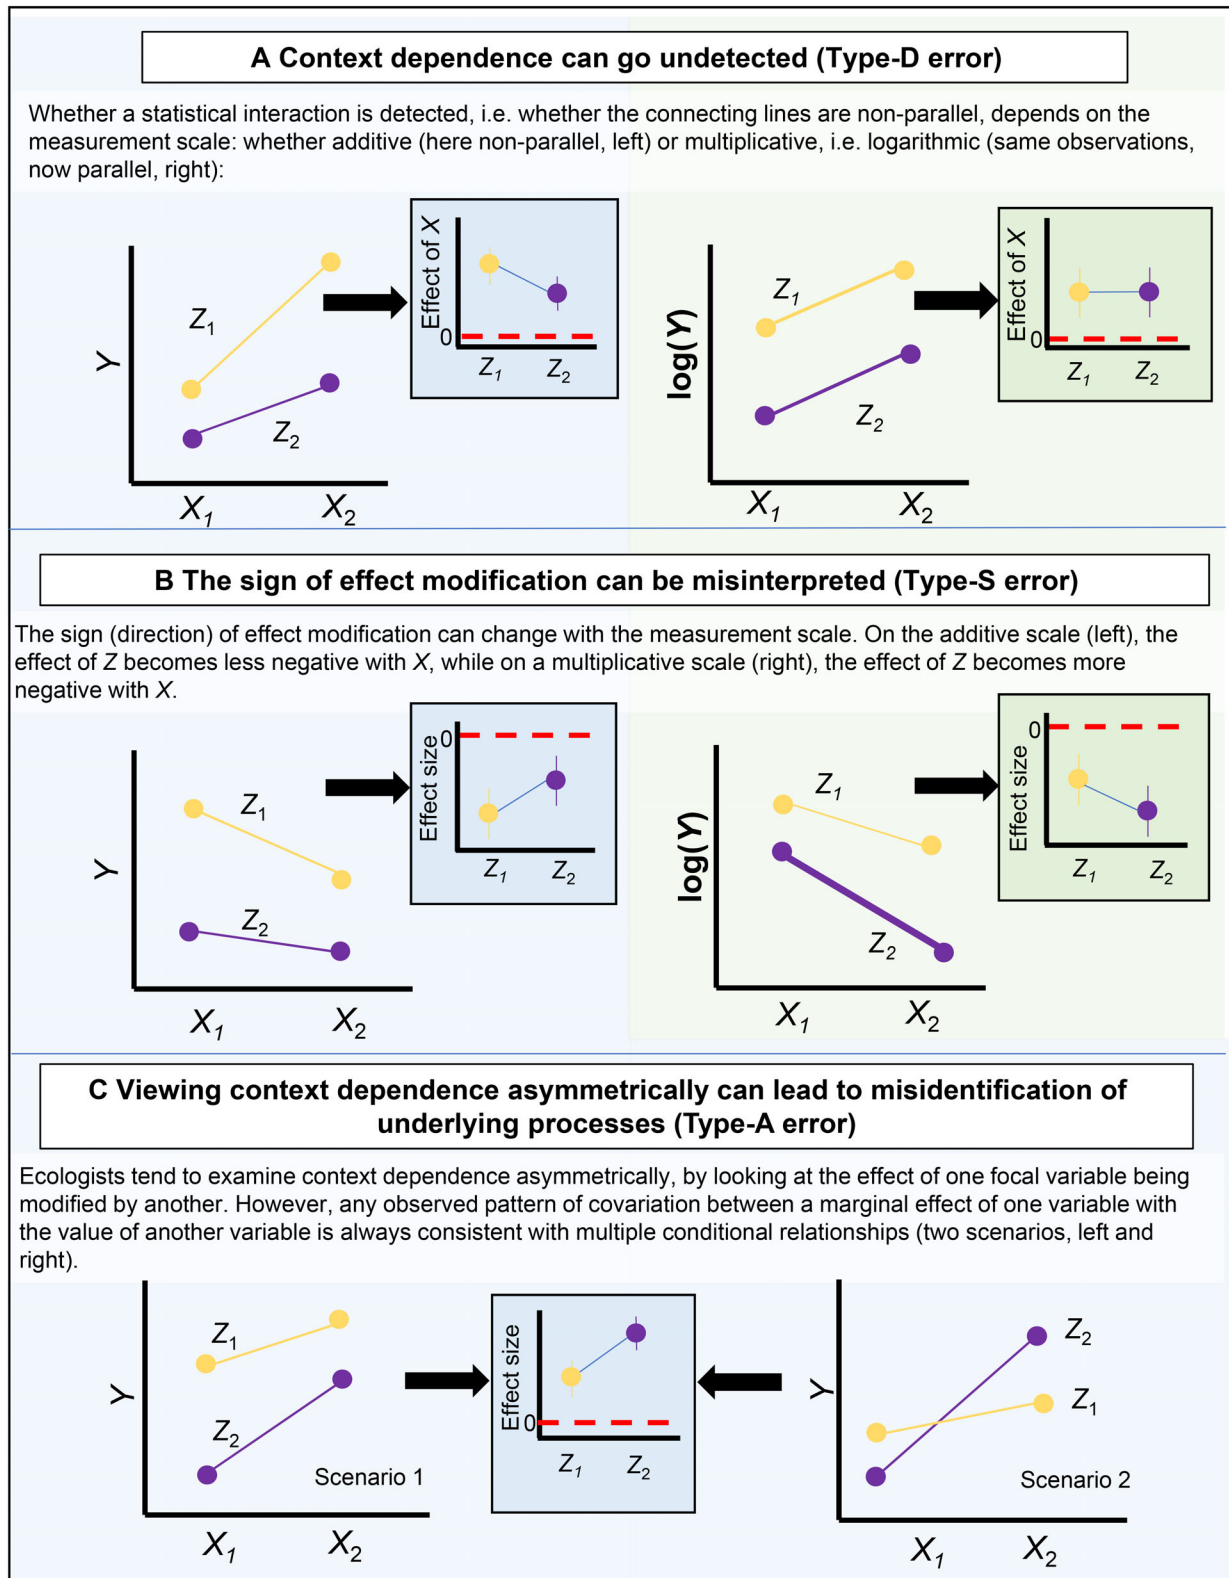 A Context dependence can go undetected (Type-D error)
Whether a statistical interaction is detected, i.e. whether the connecting lines are non-parallel, depends on the
measurement scale: whether additive (here non-parallel, left) or multiplicative, i.e. logarithmic (same observations,
now parallel, right):
Y
Z1
Z2
X1
X2
Effect of X
0
Z1
Z2
log(Y)
Z1
Z2
X1
X2
Effect of X
0
Z1
Z2
B The sign of effect modification can be misinterpreted (Type-S error)
The sign (direction) of effect modification can change with the measurement scale. On the additive scale (left), the
effect of Z becomes less negative with X, while on a multiplicative scale (right), the effect of Z becomes more
negative with X.
Y
Z1
Z2
X1
X2
Effect size
0
Z1
Z2
log(Y)
Z1
Z2
X1
X2
Effect size
0
Z1
Z2
C Viewing context dependence asymmetrically can lead to misidentification of
underlying processes (Type-A error)
Ecologists tend to examine context dependence asymmetrically, by looking at the effect of one focal variable being
modified by another. However, any observed pattern of covariation between a marginal effect of one variable with
the value of another variable is always consistent with multiple conditional relationships (two scenarios, left and
right).
Y
Z1
Z2
Scenario 1
X1
X2
Effect size
0
Z1
Z2
Y
Z2
Z1
Scenario 2
X1
X2